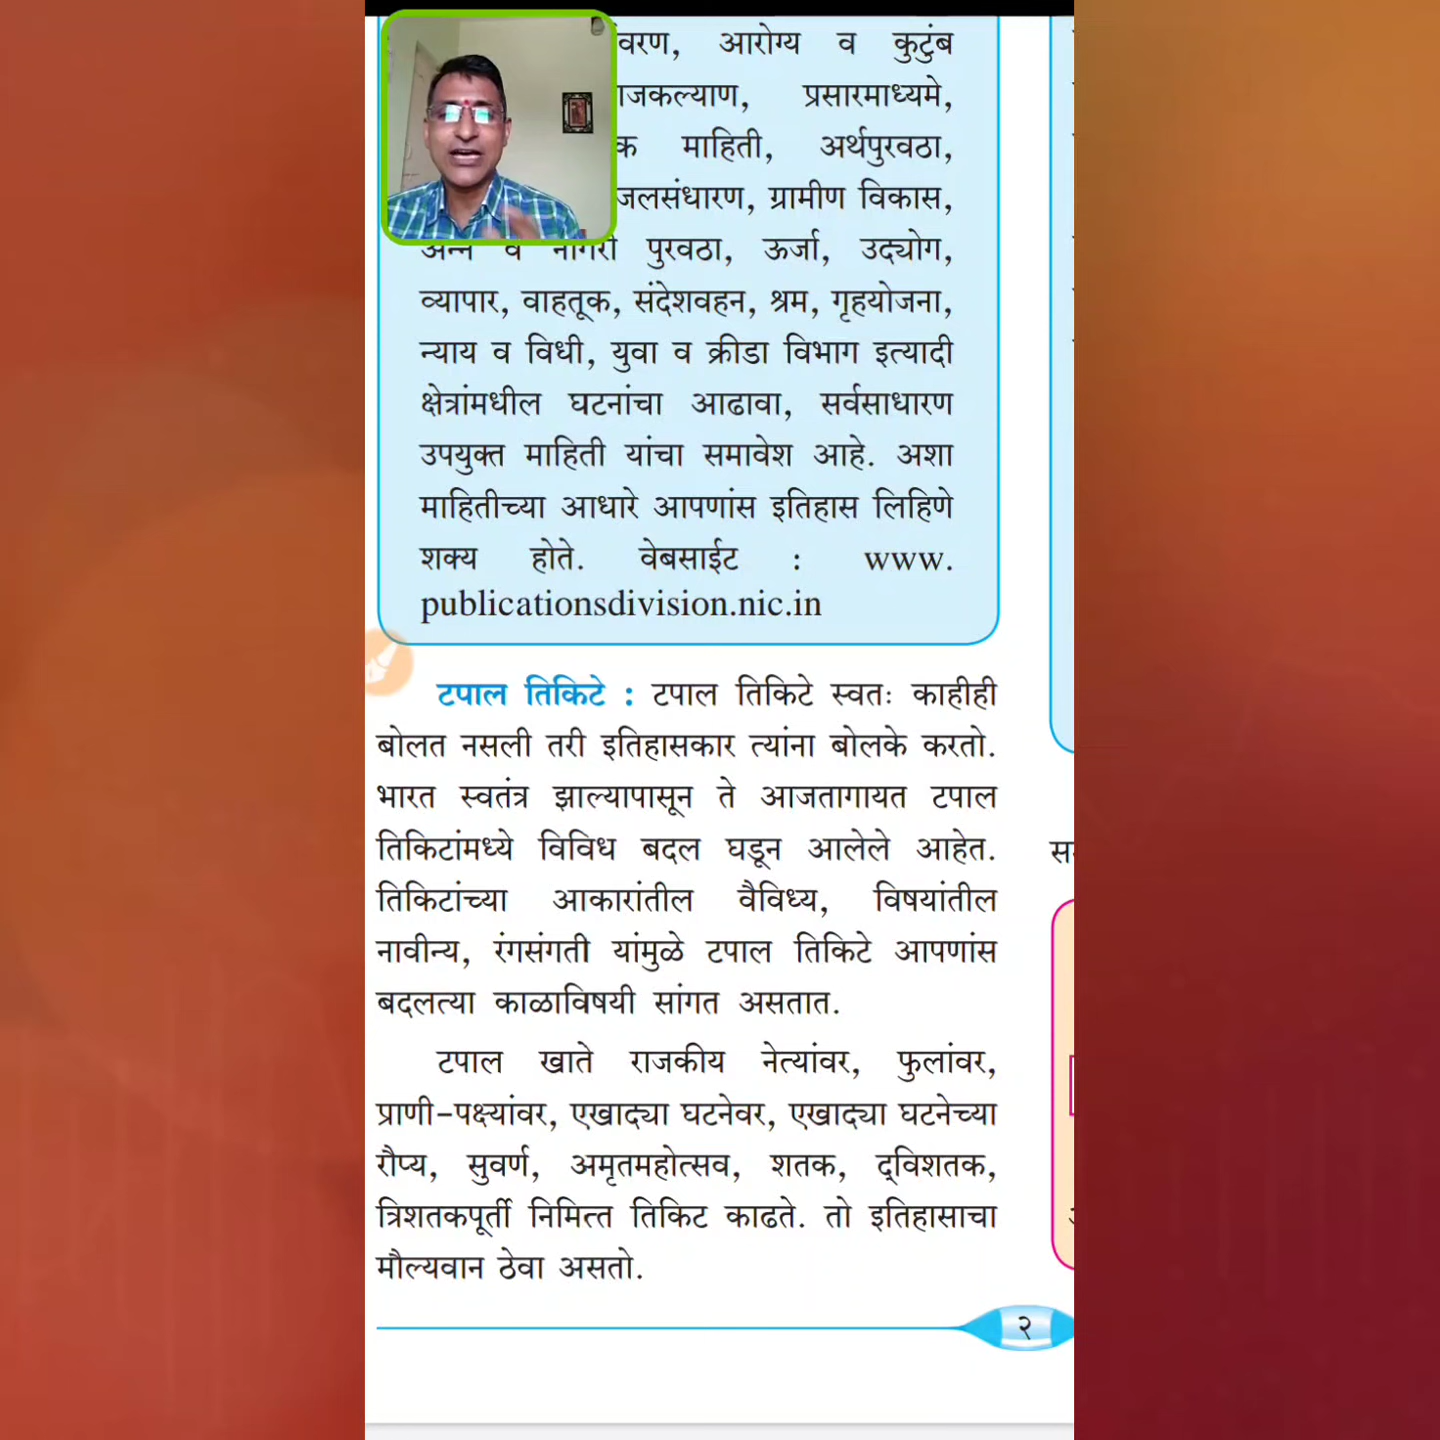 आरोग्य व कुटुंब
प्रसारमाध्यमे,
माहिती, अर्थपुरवठा,
जलसंधारण, ग्रामीण विकास,
अन्न व नागरी पुरवठा, ऊर्जा, उद्योग,
व्यापार, वाहतूक, संदेशवहन, श्रम, गृहयोजना,
न्याय व विधी, युवा व क्रीडा विभाग इत्यादी
क्षेत्रांमधील घटनांचा आढावा, सर्वसाधारण
उपयुक्त माहिती यांचा समावेश आहे. अशा
माहितीच्या आधारे आपणांस इतिहास लिहिणे
शक्य होते. वेबसाईट : www.
publicationsdivision.nic.in
टपाल तिकिटे : टपाल तिकिटे स्वतः काहीही
बोलत नसली तरी इतिहासकार त्यांना बोलके करतो.
भारत स्वतंत्र झाल्यापासून ते आजतागायत टपाल
तिकिटांमध्ये विविध बदल घडून आलेले आहेत.
तिकिटांच्या आकारांतील वैविध्य, विषयांतील
नावीन्य, रंगसंगती यांमुळे टपाल तिकिटे आपणांस
बदलत्या काळाविषयी सांगत असतात.
टपाल खाते राजकीय नेत्यांवर, फुलांवर,
प्राणी-पक्ष्यांवर, एखाद्या घटनेवर, एखाद्या घटनेच्या
रौप्य, सुवर्ण, अमृतमहोत्सव, शतक, द्‌विशतक,
त्रिशतकपूर्ती निमित्त तिकिट काढते. तो इतिहासाचा
मौल्यवान ठेवा असतो.
२